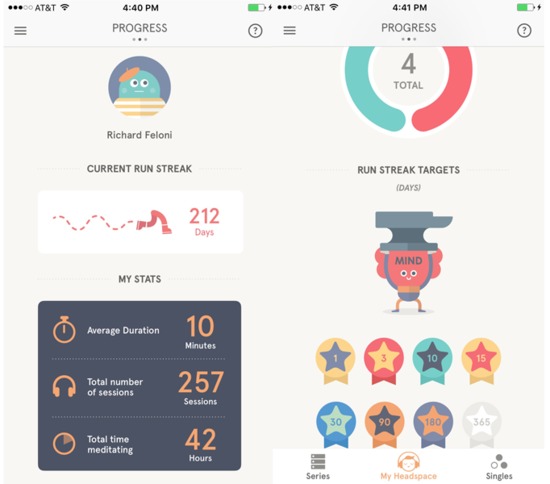 AT&T 4:40 PM
PROGRESS
?
Richard Feloni
CURRENT RUN STREAK
212
Days
MY STATS
Average Duration
10
Minutes
Total number
of sessions
257
Sessions
Total time
meditating
42
Hours
AT&T 4:41 PM
PROGRESS
?
4
TOTAL
RUN STREAK TARGETS
(DAYS)
MIND
1 3 10 15
30 90 180 365
Series My Headspace Singles